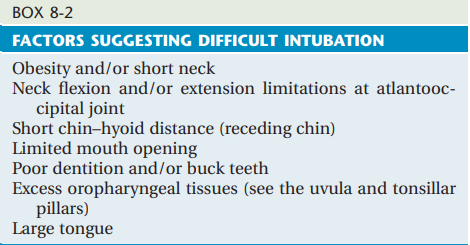 BOX 8-2
FACTORS SUGGESTING DIFFICULT INTUBATION
Obesity and/or short neck
Neck flexion and/or extension limitations at atlantooc-
cipital joint
Short chin–hyoid distance (receding chin)
Limited mouth opening
Poor dentition and/or buck teeth
Excess oropharyngeal tissues (see the uvula and tonsillar
pillars)
Large tongue